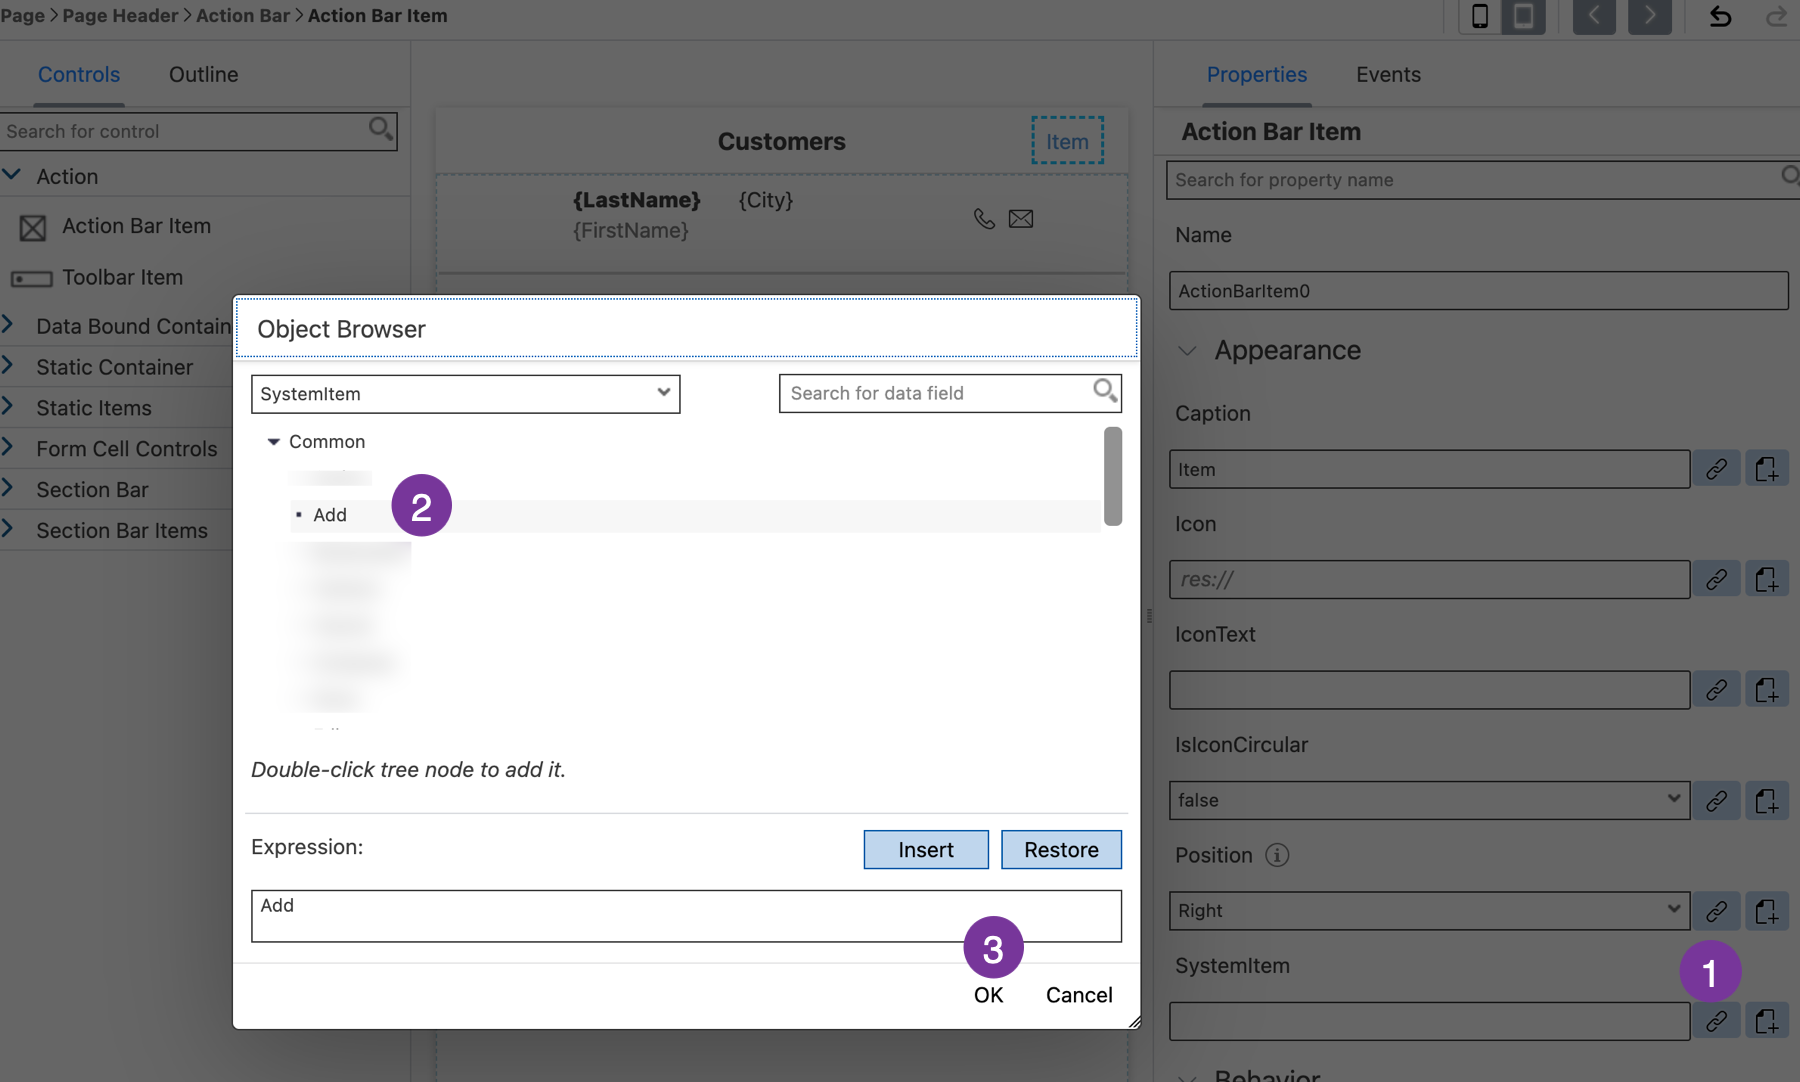 Page > Page Header > Action Bar > Action Bar Item
Controls
Outline
Search for control
Action
Action Bar Item
Toolbar Item
Data Bound Contain
Static Container
Static Items
Form Cell Controls
Section Bar
Section Bar Items
Customers
Item
{LastName}
{City}
{FirstName}
Object Browser
SystemItem
Search for data field
Common
Add
2
Double-click tree node to add it.
Expression:
Insert
Restore
Add
3
OK
Cancel
Properties
Events
Action Bar Item
Search for property name
Name
ActionBarItem0
Appearance
Caption
Item
Icon
res://
IconText
IsIconCircular
false
Position
Right
SystemItem
1
Behavior